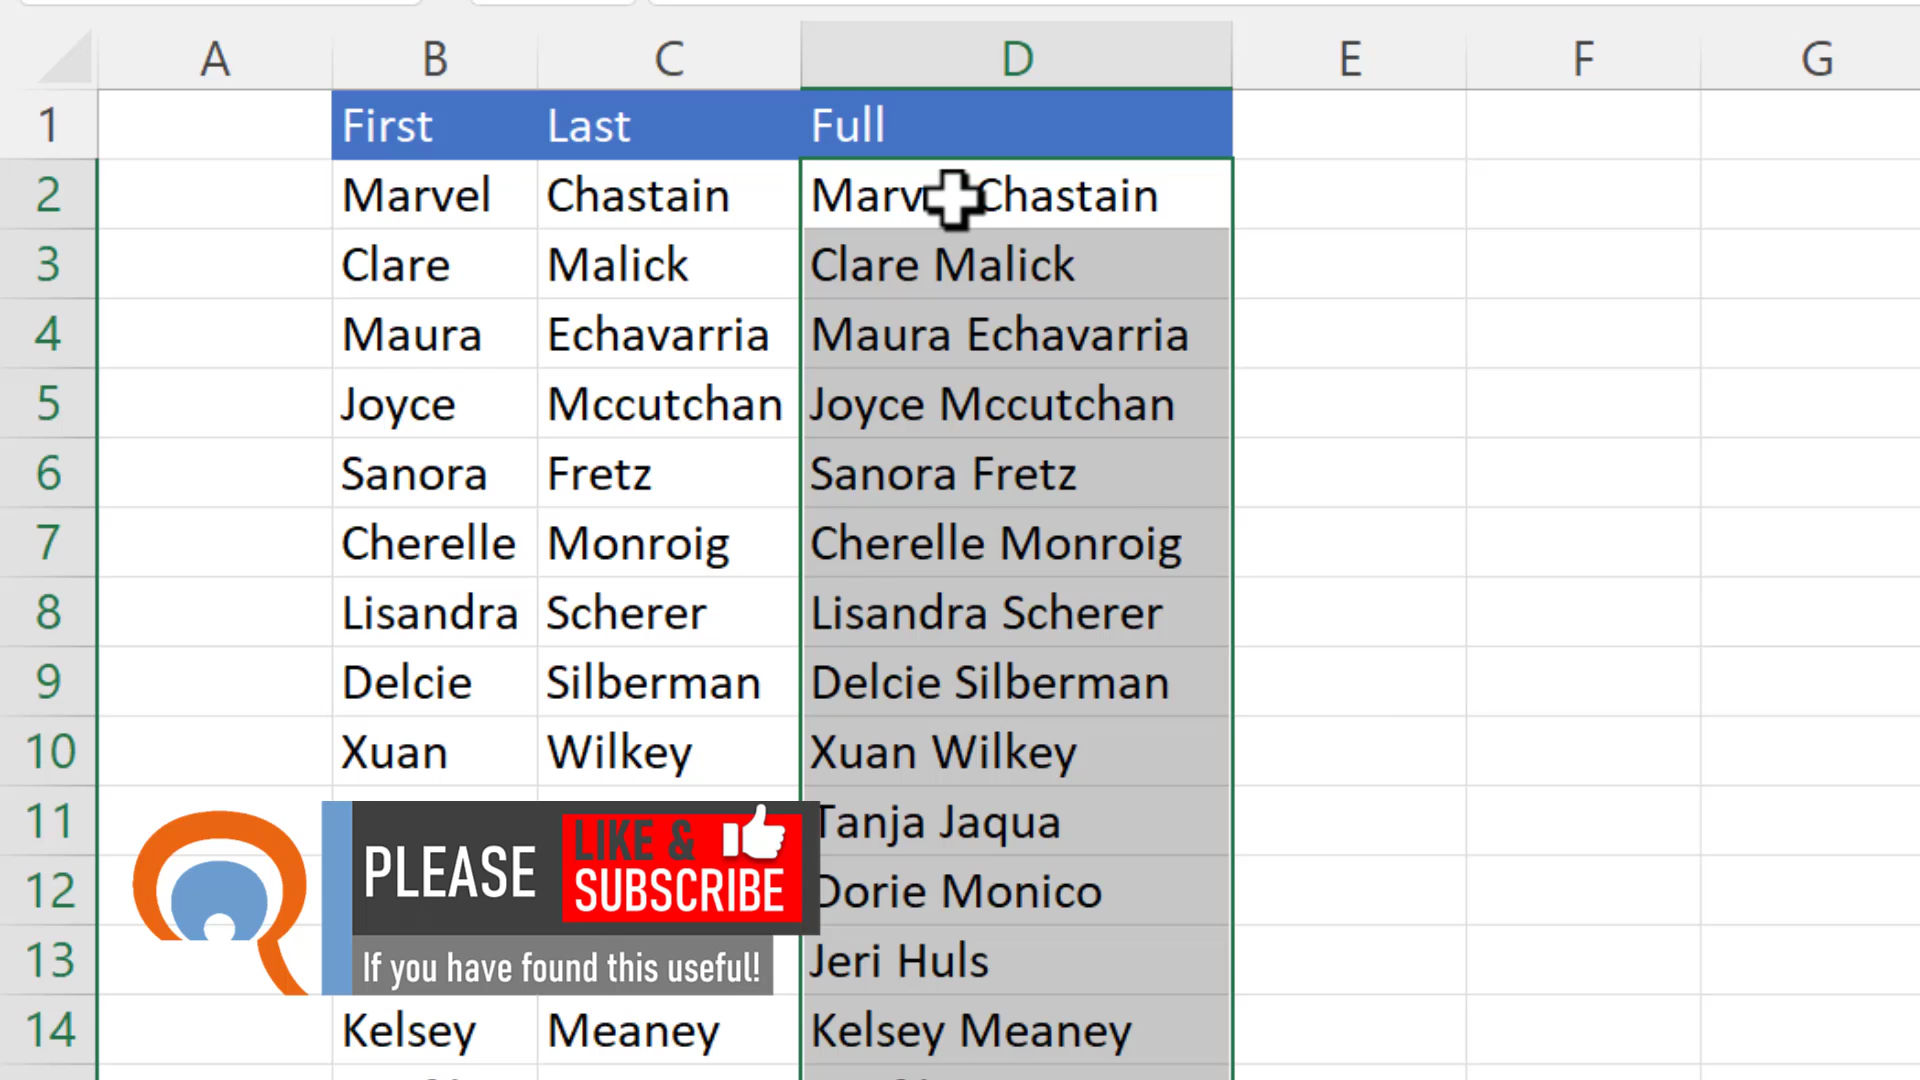 A B C D E F G
1 First Last Full
2 Marvel Chastain Marv Chastain
3 Clare Malick Clare Malick
4 Maura Echavarria Maura Echavarria
5 Joyce Mccutchan Joyce Mccutchan
6 Sanora Fretz Sanora Fretz
7 Cherelle Monroig Cherelle Monroig
8 Lisandra Scherer Lisandra Scherer
9 Delcie Silberman Delcie Silberman
10 Xuan Wilkey Xuan Wilkey
11 Tanja Jaqua
12 Dorie Monico
13 Jeri Huls
14 Kelsey Meaney Kelsey Meaney
PLEASE LIKE & SUBSCRIBE
If you have found this useful!